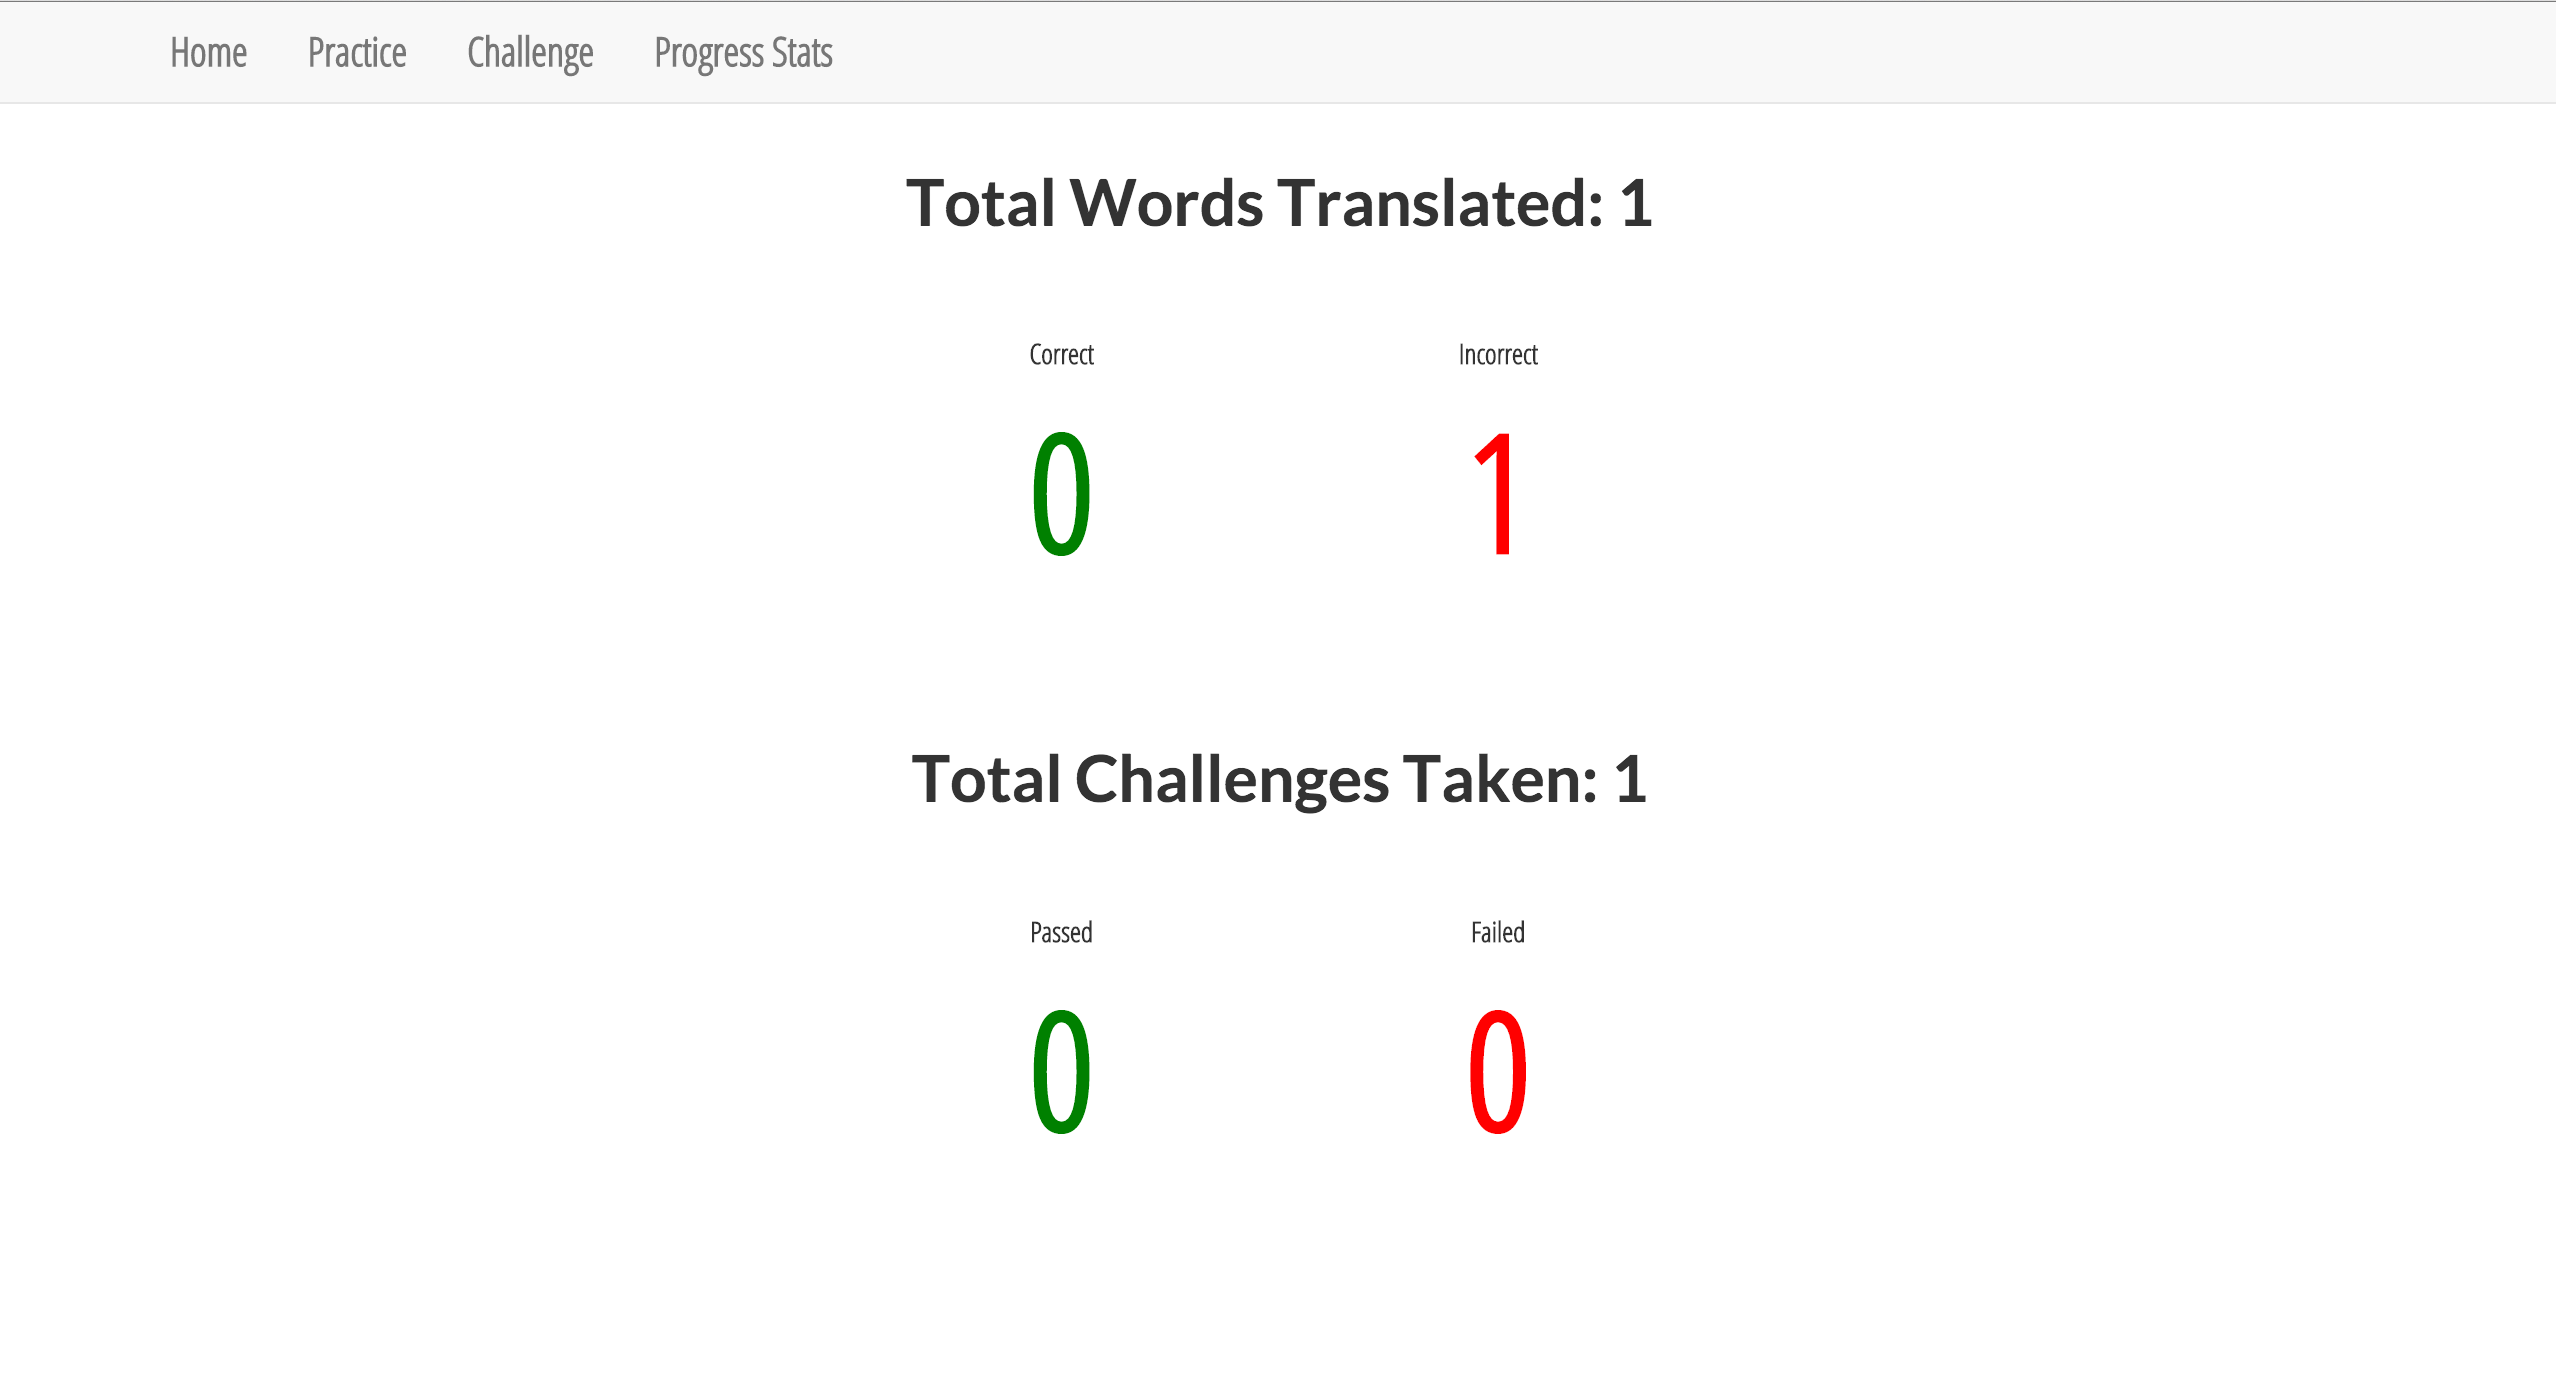 Home Practice Challenge Progress Stats
Total Words Translated: 1
Correct Incorrect
0 1
Total Challenges Taken: 1
Passed Failed
0 0